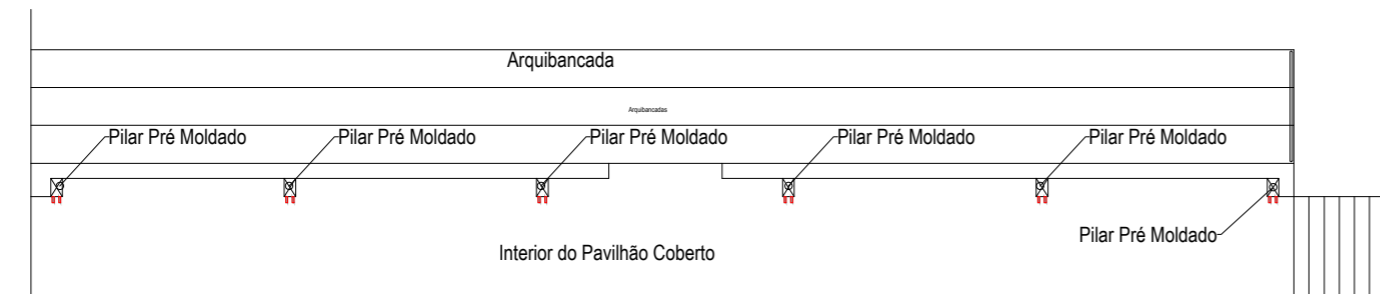 Arquibancada
Arquibancadas
Pilar Pré Moldado
Pilar Pré Moldado
Pilar Pré Moldado
Pilar Pré Moldado
Pilar Pré Moldado
Pilar Pré Moldado
Interior do Pavilhão Coberto